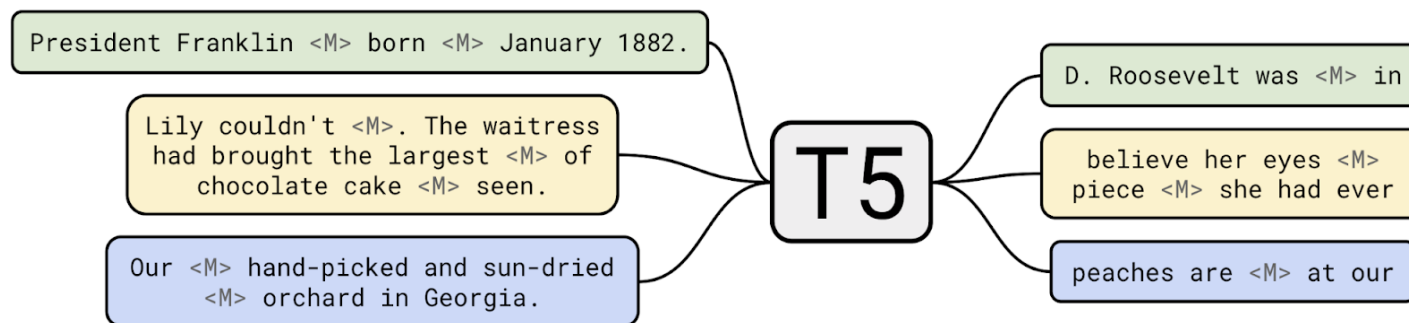 President Franklin <M> born <M> January 1882.
Lily couldn't <M>. The waitress
had brought the largest <M> of
chocolate cake <M> seen.
Our <M> hand-picked and sun-dried
<M> orchard in Georgia.
T5
D. Roosevelt was <M> in
believe her eyes <M>
piece <M> she had ever
peaches are <M> at our